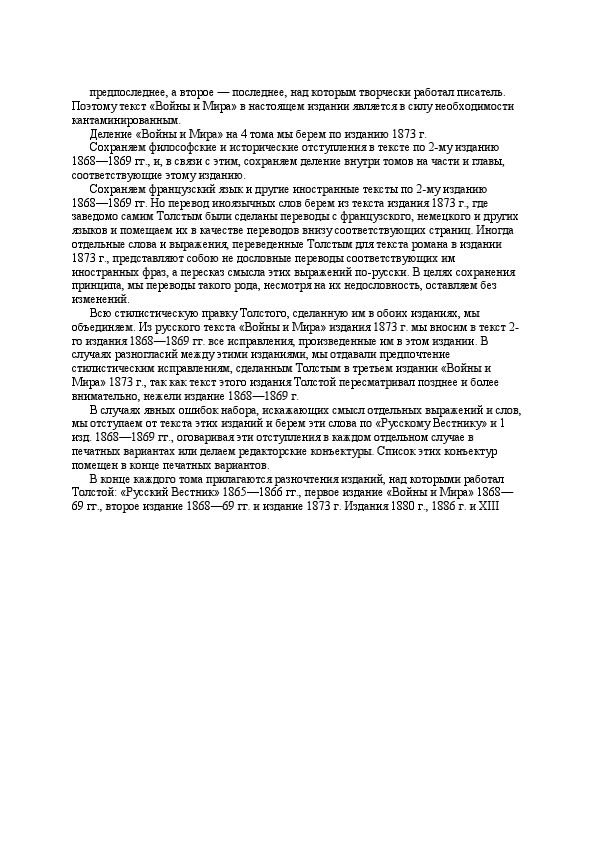 предпоследнее, а второе — последнее, над которым творчески работал писатель.
Поэтому текст «Войны и Мира» в настоящем издании является в силу необходимости
кантаминированным.
Деление «Войны и Мира» на 4 тома мы берем по изданию 1873 г.
Сохраняем философские и исторические отступления в тексте по 2-му изданию
1868—1869 гг., и, в связи с этим, сохраняем деление внутри томов на части и главы,
соответствующие этому изданию.
Сохраняем французский язык и другие иностранные тексты по 2-му изданию
1868—1869 гг. Но перевод иноязычных слов берем из текста издания 1873 г., где
заведомо самим Толстым были сделаны переводы с французского, немецкого и других
языков и помещаем их в качестве переводов внизу соответствующих страниц. Иногда
отдельные слова и выражения, переведенные Толстым для текста романа в издании
1873 г., представляют собою не дословные переводы соответствующих им
иностранных фраз, а пересказ смысла этих выражений по-русски. В целях сохранения
принципа, мы переводы такого рода, несмотря на их недословность, оставляем без
изменений.
Всю стилистическую правку Толстого, сделанную им в обоих изданиях, мы
объединяем. Из русского текста «Войны и Мира» издания 1873 г. мы вносим в текст 2-
го издания 1868—1869 гг. все исправления, произведенные им в этом издании. В
случаях разногласий между этими изданиями, мы отдавали предпочтение
стилистическим исправлениям, сделанным Толстым в третьем издании «Войны и
Мира» 1873 г., так как текст этого издания Толстой пересматривал позднее и более
внимательно, нежели издание 1868—1869 г.
В случаях явных ошибок набора, искажающих смысл отдельных выражений и слов,
мы отступаем от текста этих изданий и берем эти слова по «Русскому Вестнику» и 1
изд. 1868—1869 гг., оговаривая эти отступления в каждом отдельном случае в
печатных вариантах или делаем редакторские конъектуры. Список этих конъектур
помещен в конце печатных вариантов.
В конце каждого тома прилагаются разночтения изданий, над которыми работал
Толстой: «Русский Вестник» 1865—1866 гг., первое издание «Войны и Мира» 1868—
69 гг., второе издание 1868—69 гг. и издание 1873 г. Издания 1880 г., 1886 г. и XIII